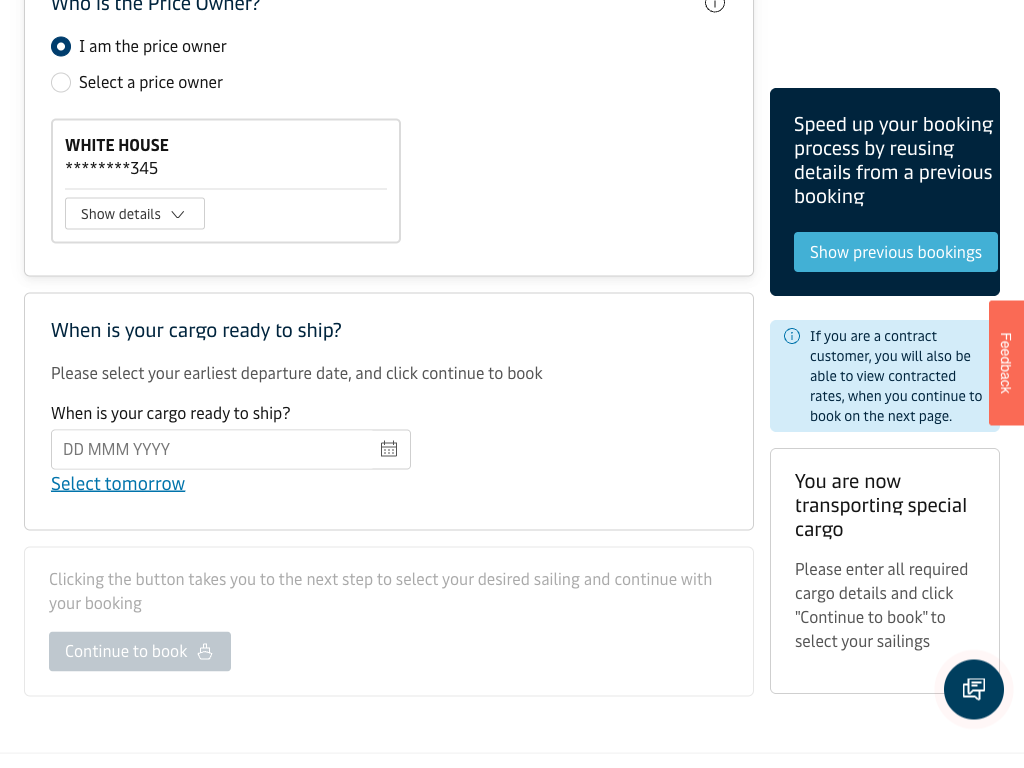 Who is the Price Owner?
I am the price owner
Select a price owner
WHITE HOUSE
********345
Show details
When is your cargo ready to ship?
Please select your earliest departure date, and click continue to book
When is your cargo ready to ship?
DD MMM YYYY
Select tomorrow
Clicking the button takes you to the next step to select your desired sailing and continue with
your booking
Continue to book
Speed up your booking
process by reusing
details from a previous
booking
Show previous bookings
If you are a contract
customer, you will also be
able to view contracted
rates, when you continue to
book on the next page.
Feedback
You are now
transporting special
cargo
Please enter all required
cargo details and click
"Continue to book" to
select your sailings